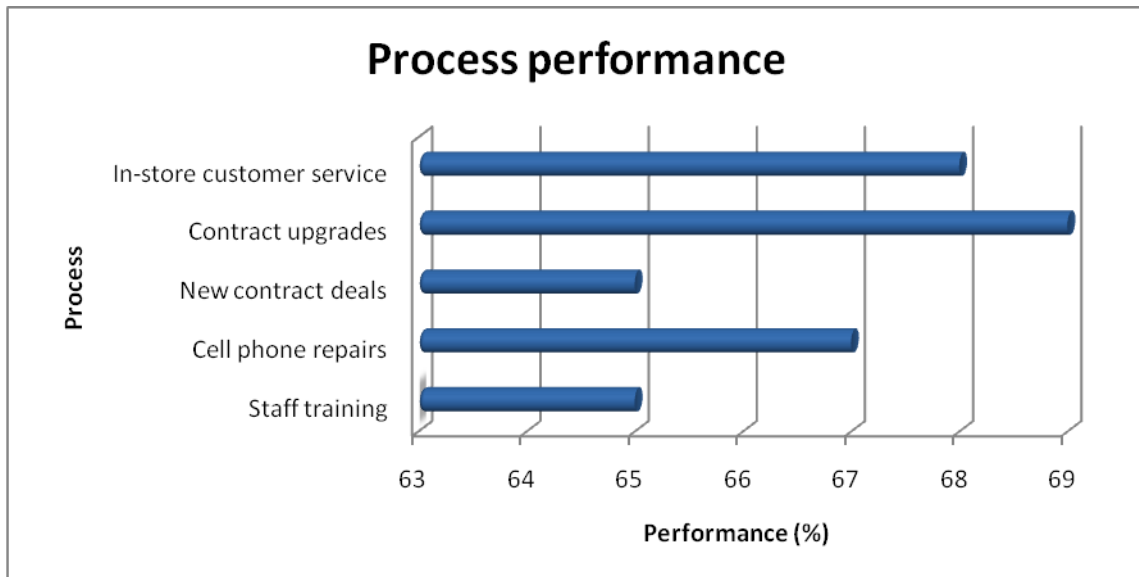 Process performance
Process
In-store customer service
Contract upgrades
New contract deals
Cell phone repairs
Staff training
63 64 65 66 67 68 69
Performance (%)